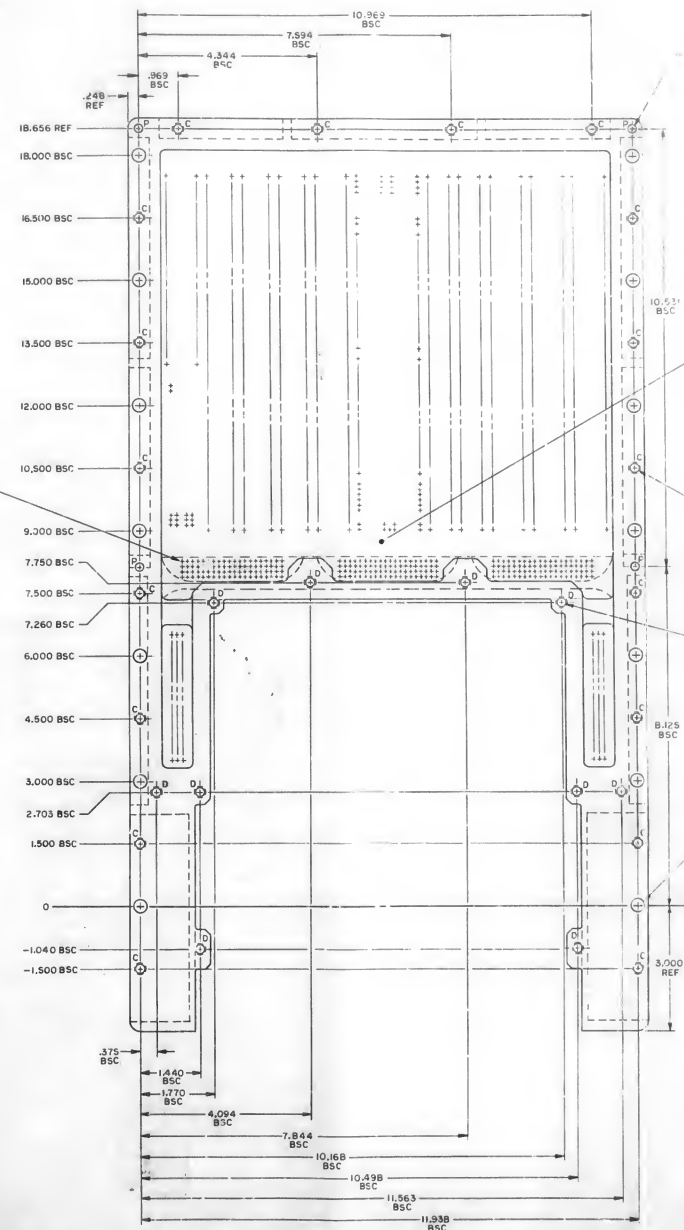 10.969
BSC
7.594
BSC
4.344
BSC
.969
BSC
.248
REF
18.656 REF
P
C
C
C
C
P
18.000 BSC
16.500 BSC
C
C
15.000 BSC
10.531
BSC
13.500 BSC
C
C
12.000 BSC
10.500 BSC
C
C
9.000 BSC
7.750 BSC
P
P
D
D
7.500 BSC
C
C
7.260 BSC
D
D
6.000 BSC
8.125
BSC
4.500 BSC
C
C
3.000 BSC
2.703 BSC
D
D
D
D
1.500 BSC
C
C
0
-1.040 BSC
D
D
-1.500 BSC
C
C
3.000
REF
.375
BSC
1.440
BSC
1.770
BSC
4.094
BSC
7.844
BSC
10.168
BSC
10.498
BSC
11.563
BSC
11.938
BSC